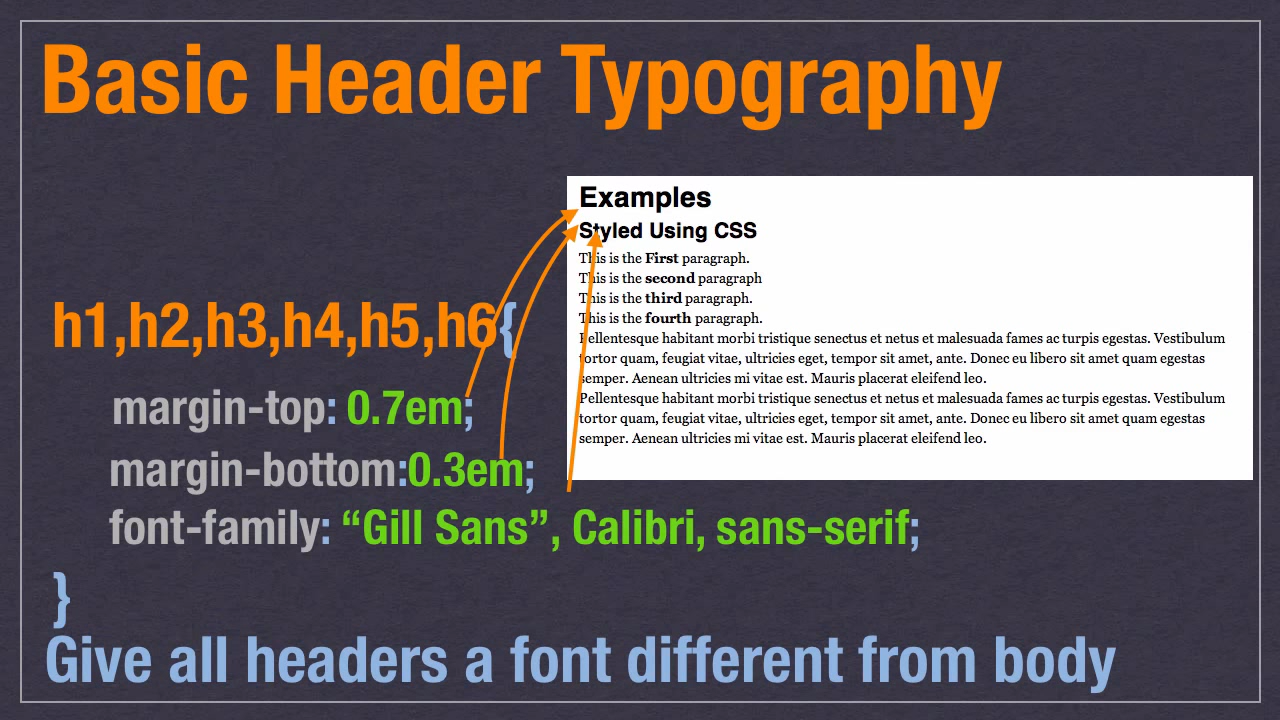 Basic Header Typography
Examples
Styled Using CSS
This is the First paragraph.
This is the second paragraph
This is the third paragraph.
This is the fourth paragraph.
Pellentesque habitant morbi tristique senectus et netus et malesuada fames ac turpis egestas. Vestibulum
tortor quam, feugiat vitae, ultricies eget, tempor sit amet, ante. Donec eu libero sit amet quam egestas
semper. Aenean ultricies mi vitae est. Mauris placerat eleifend leo.
Pellentesque habitant morbi tristique senectus et netus et malesuada fames ac turpis egestas. Vestibulum
tortor quam, feugiat vitae, ultricies eget, tempor sit amet, ante. Donec eu libero sit amet quam egestas
semper. Aenean ultricies mi vitae est. Mauris placerat eleifend leo.
h1,h2,h3,h4,h5,h6{
margin-top: 0.7em;
margin-bottom:0.3em;
font-family: “Gill Sans”, Calibri, sans-serif;
}
Give all headers a font different from body